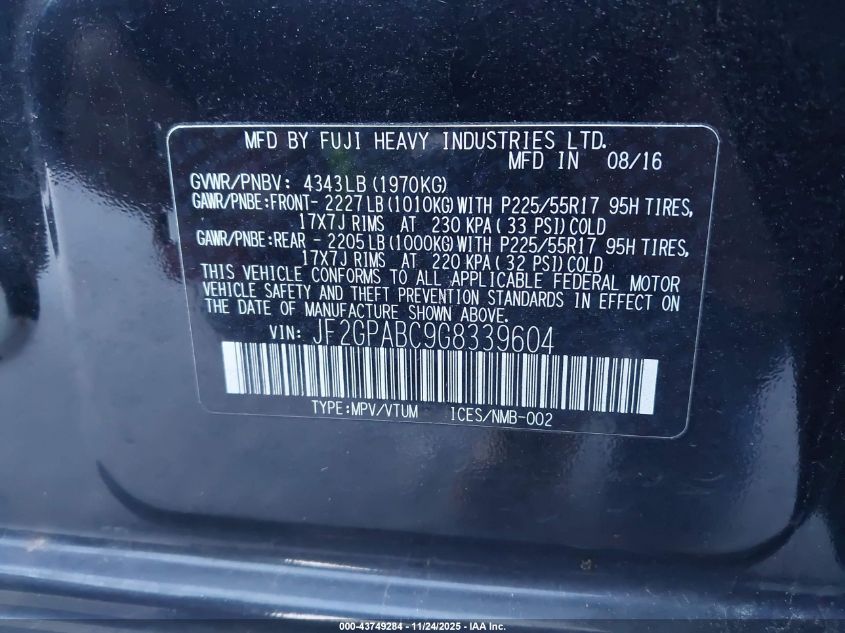 MFD BY FUJI HEAVY INDUSTRIES LTD.
MFD IN 08/16
GVWR/PNBV: 4343LB (1970KG)
GAWR/PNBE:FRONT- 2227LB (1010KG) WITH P225/55R17 95H TIRES,
17X7J RIMS AT 230 KPA ( 33 PSI) COLD
GAWR/PNBE:REAR - 2205LB (1000KG) WITH P225/55R17 95H TIRES,
17X7J RIMS AT 220 KPA ( 32 PSI) COLD
THIS VEHICLE CONFORMS TO ALL APPLICABLE FEDERAL MOTOR
VEHICLE SAFETY AND THEFT PREVENTION STANDARDS IN EFFECT ON
THE DATE OF MANUFACTURE SHOWN ABOVE.
VIN: JF2GPABC9G8339604
TYPE:MPV/VTUM ICES/NMB-002
000-43749284 - 11/24/2025 - IAA Inc.